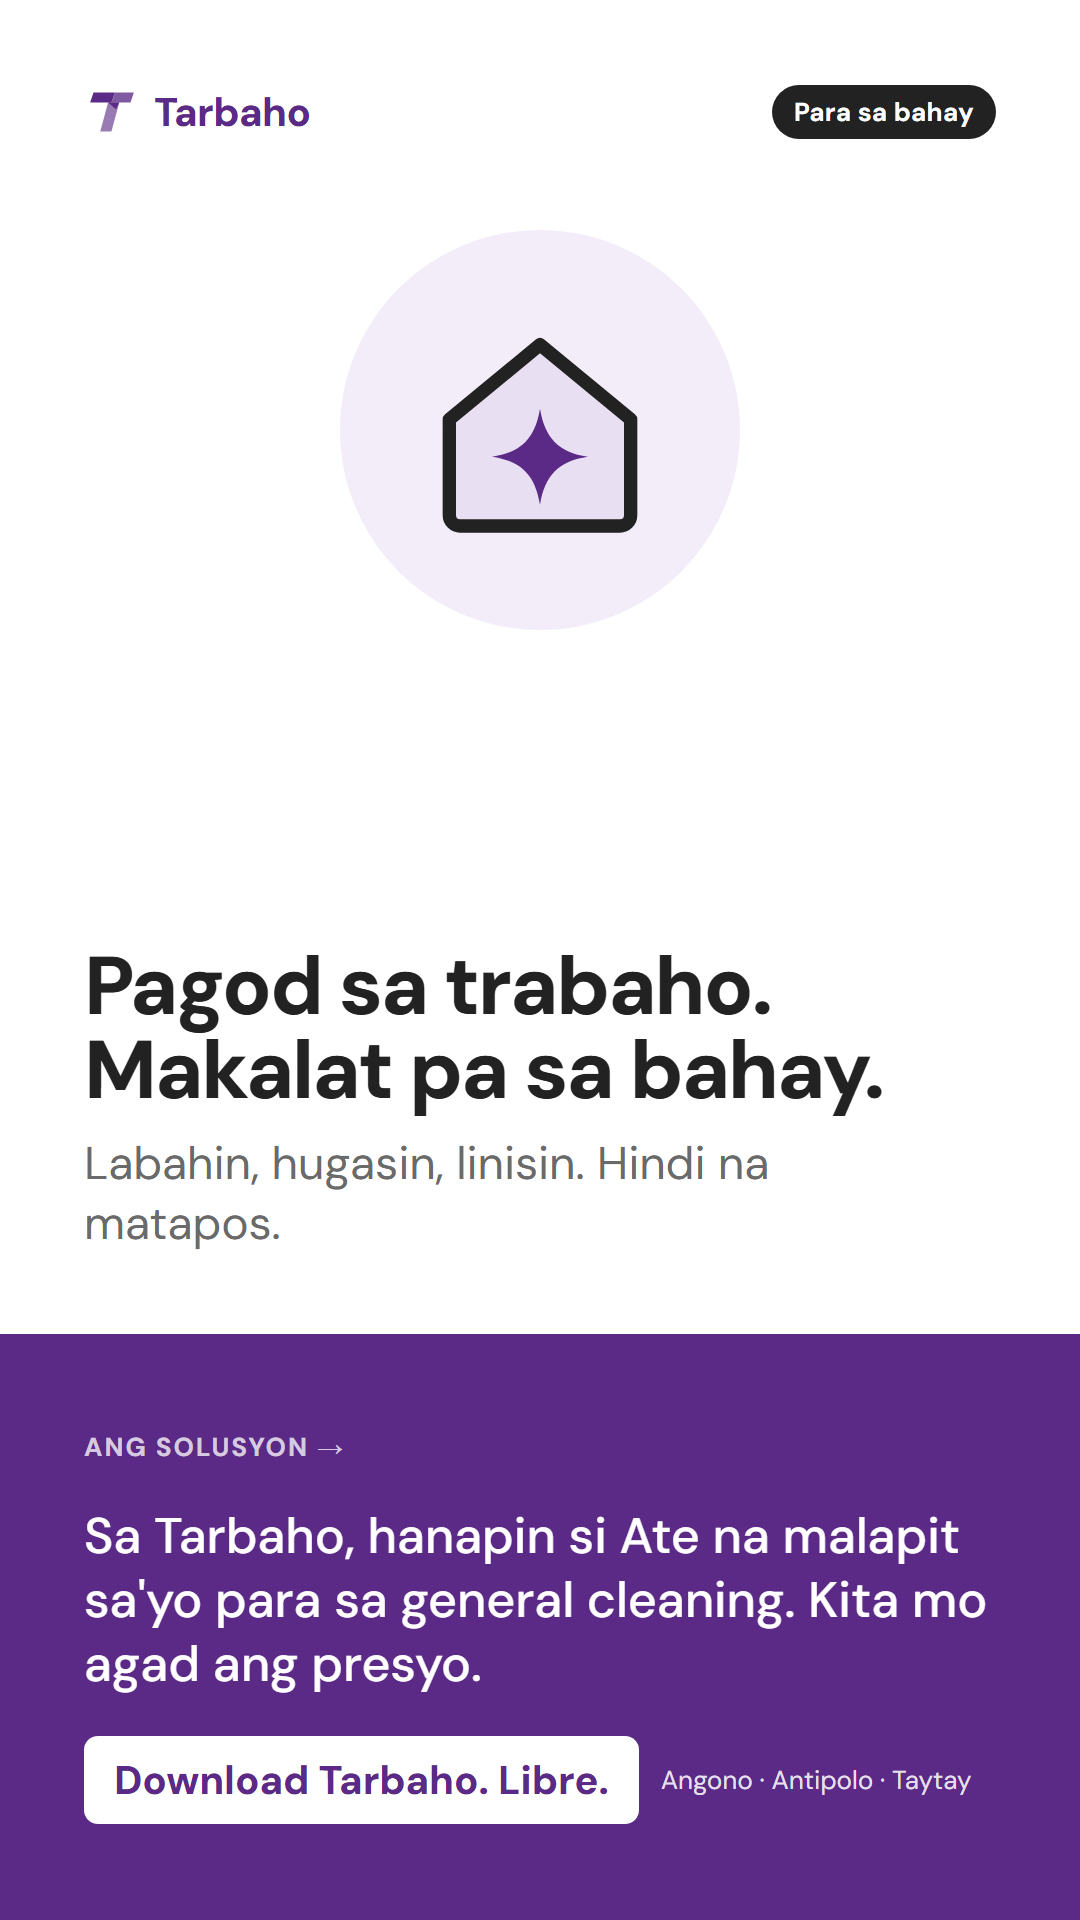 Tarbaho
Para sa bahay
Pagod sa trabaho.
Makalat pa sa bahay.
Labahin, hugasin, linisin. Hindi na
matapos.
ANG SOLUSYON →
Sa Tarbaho, hanapin si Ate na malapit
sa'yo para sa general cleaning. Kita mo
agad ang presyo.
Download Tarbaho. Libre.
Angono · Antipolo · Taytay